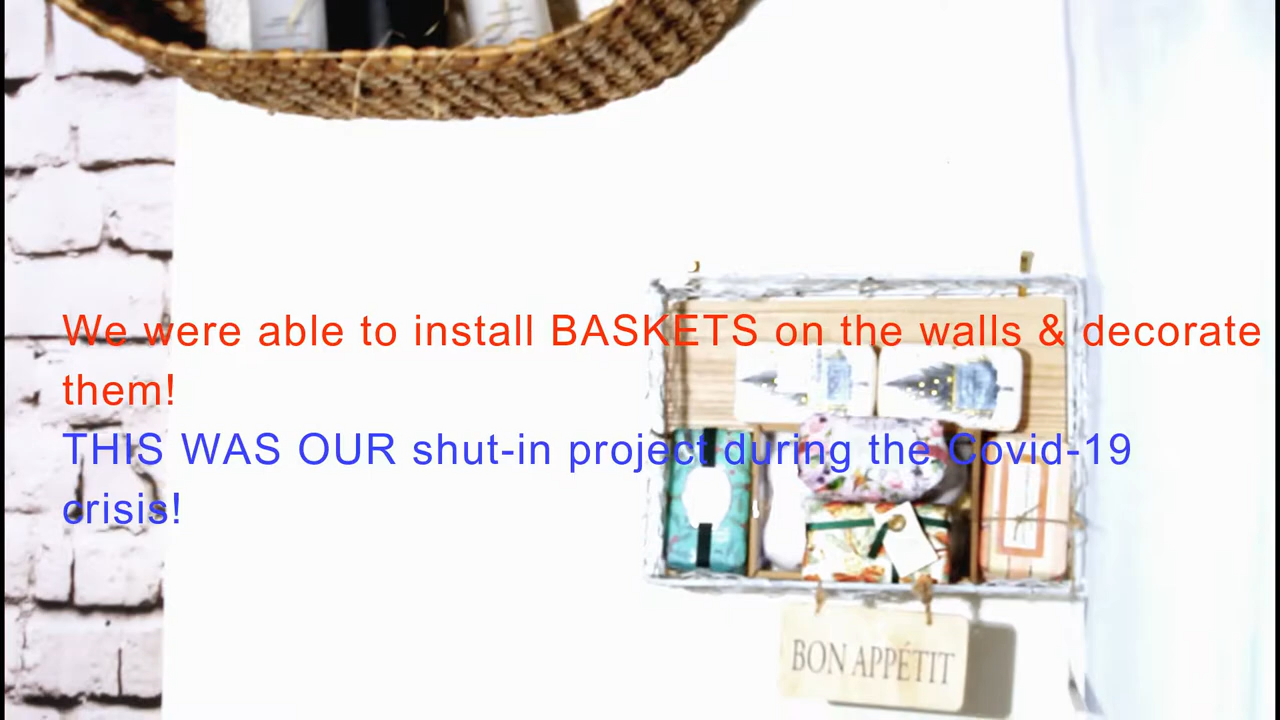 We were able to install BASKETS on the walls & decorate
them!
THIS WAS OUR shut-in project during the Covid-19
crisis!
BON APPÉTIT